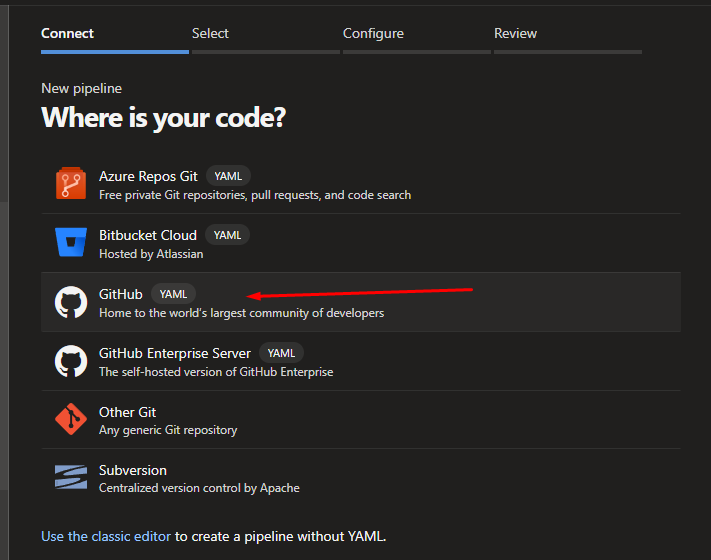 Connect Select Configure Review
New pipeline
Where is your code?
Azure Repos Git YAML
Free private Git repositories, pull requests, and code search
Bitbucket Cloud YAML
Hosted by Atlassian
GitHub YAML
Home to the world's largest community of developers
GitHub Enterprise Server YAML
The self-hosted version of GitHub Enterprise
Other Git
Any generic Git repository
Subversion
Centralized version control by Apache
Use the classic editor to create a pipeline without YAML.